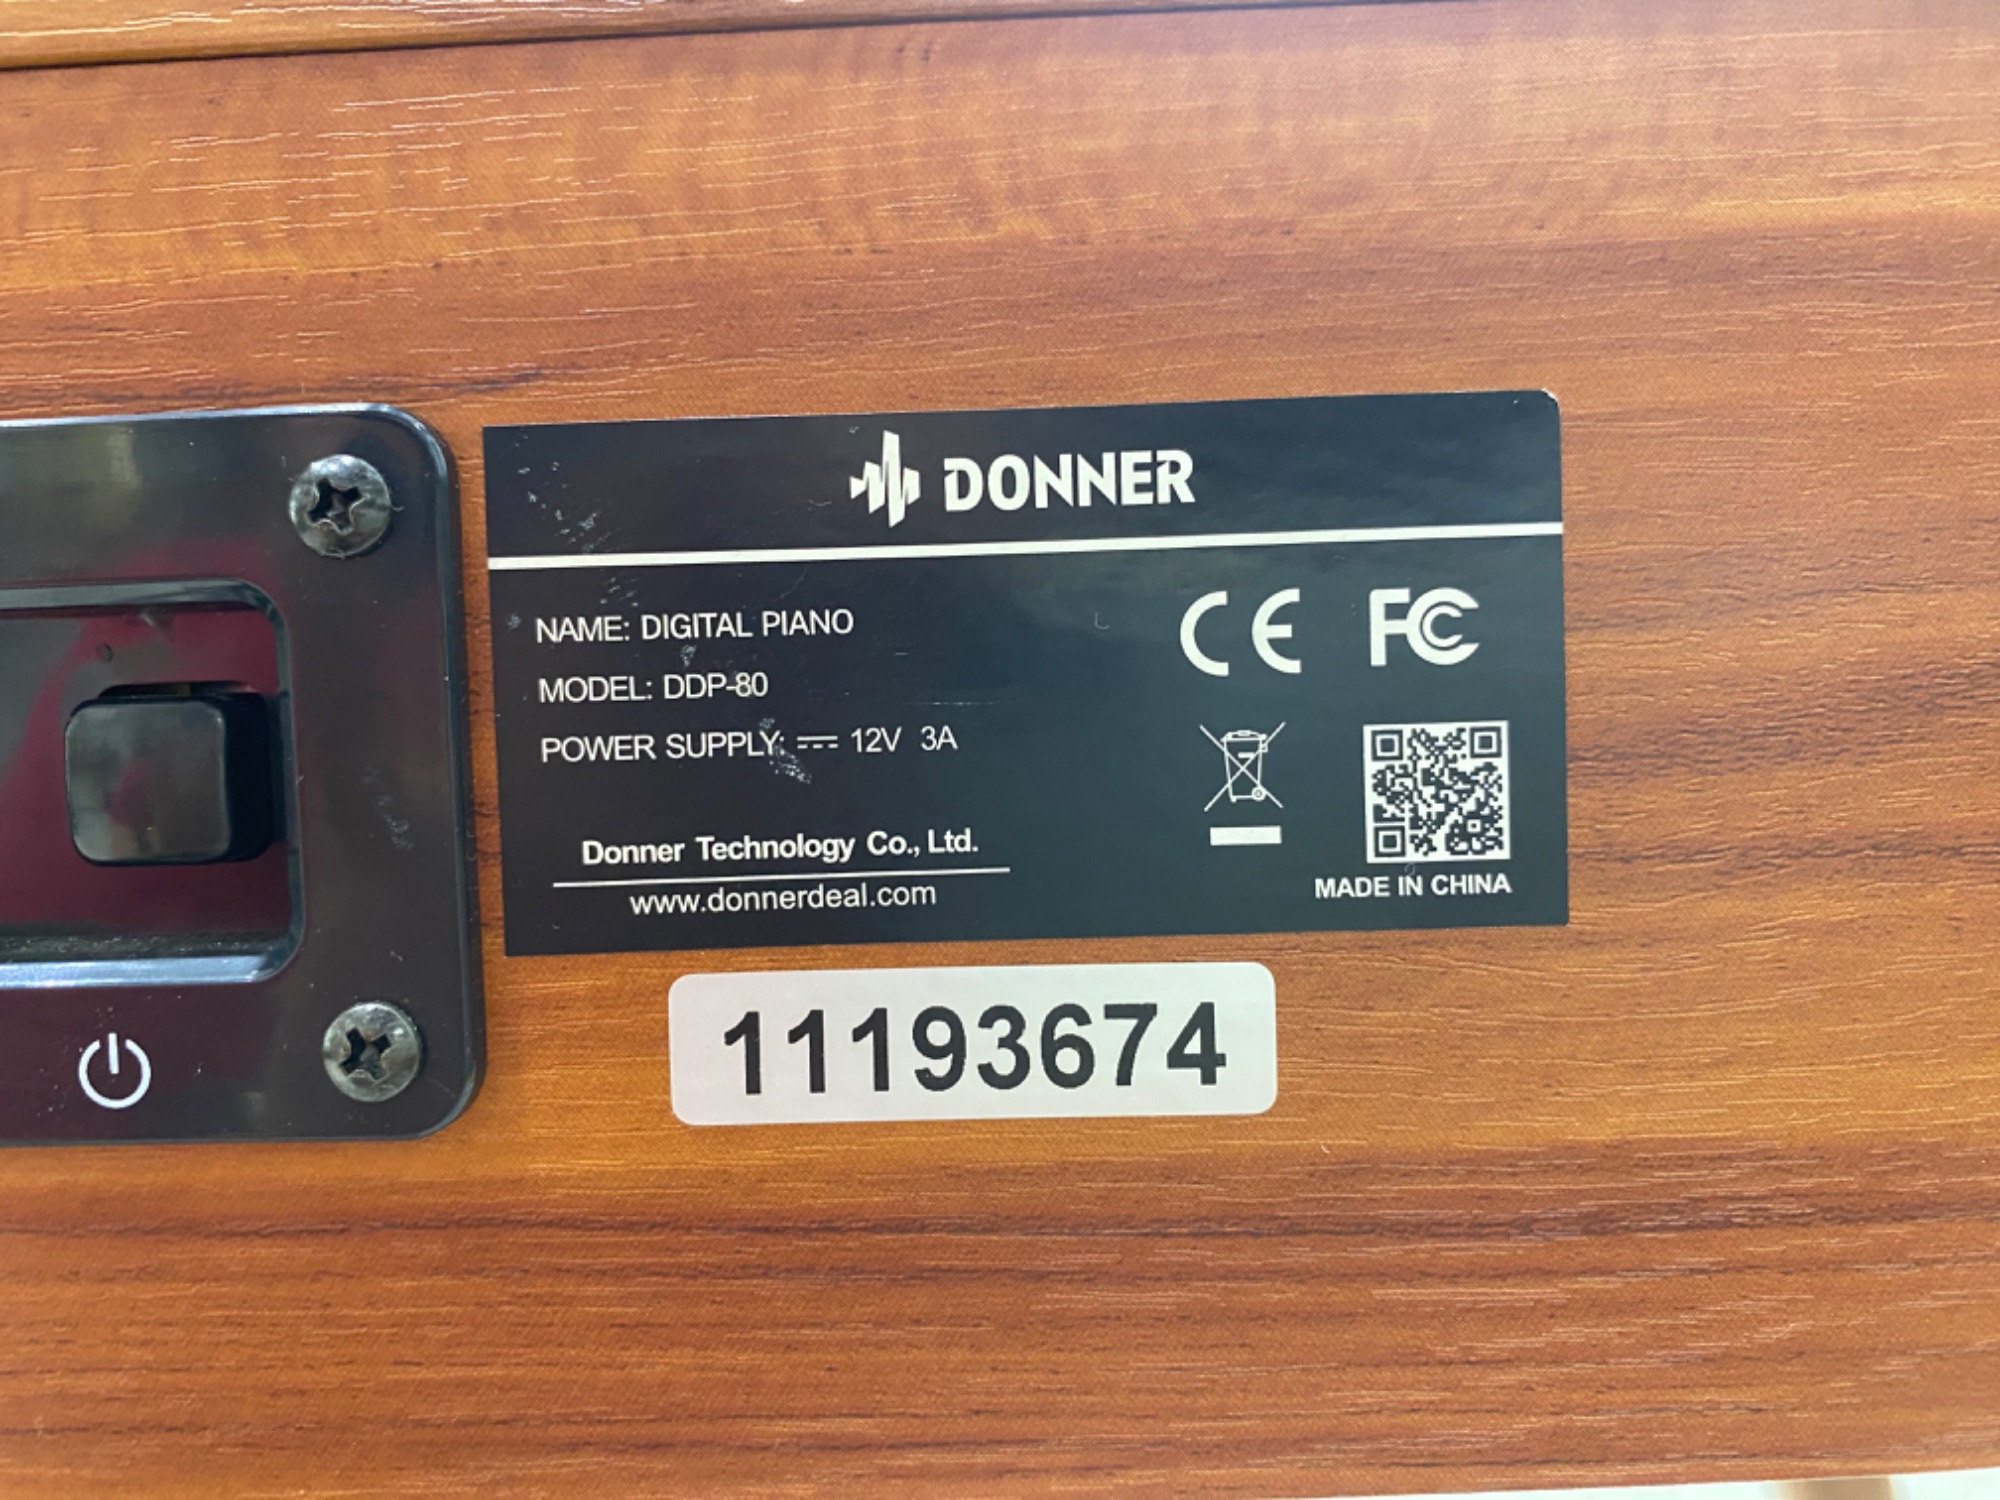 DONNER
NAME: DIGITAL PIANO
MODEL: DDP-80
POWER SUPPLY: ⎓ 12V 3A
Donner Technology Co., Ltd.
www.donnerdeal.com
CE FC
MADE IN CHINA
11193674